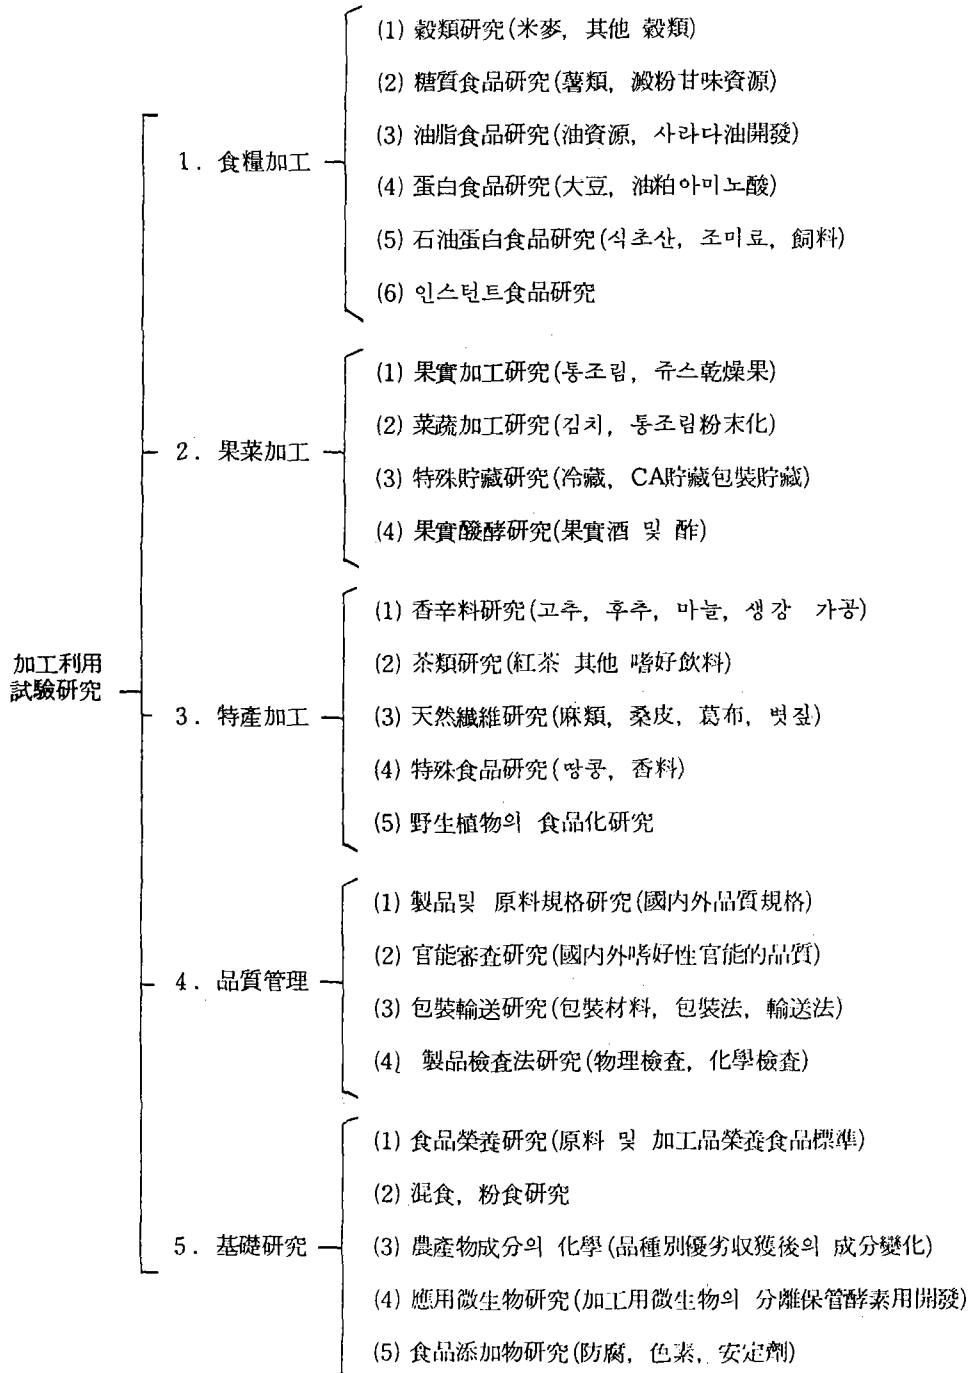 加工利用
試驗研究
1. 食糧加工
(1) 穀類研究(米麥, 其他 穀類)
(2) 糖質食品研究(薯類, 澱粉甘味資源)
(3) 油脂食品研究(油資源, 사라다油開發)
(4) 蛋白食品研究(大豆, 油粕아미노酸)
(5) 石油蛋白食品研究(식초산, 조미료, 飼料)
(6) 인스턴트食品研究
2. 果菜加工
(1) 果實加工研究(통조림, 쥬스乾燥果)
(2) 菜蔬加工研究(김치, 통조림粉末化)
(3) 特殊貯藏研究(冷藏, CA貯藏包裝貯藏)
(4) 果實醱酵研究(果實酒 및 酢)
3. 特產加工
(1) 香辛料研究(고추, 후추, 마늘, 생강 가공)
(2) 茶類研究(紅茶 其他 嗜好飮料)
(3) 天然纖維研究(麻類, 桑皮, 葛布, 볏짚)
(4) 特殊食品研究(땅콩, 香料)
(5) 野生植物의 食品化研究
4. 品質管理
(1) 製品및 原料規格研究(國內外品質規格)
(2) 官能審査研究(國內外嗜好性官能的品質)
(3) 包裝輸送研究(包裝材料, 包裝法, 輸送法)
(4) 製品檢査法研究(物理檢査, 化學檢査)
5. 基礎研究
(1) 食品榮養研究(原料 및 加工品榮養食品標準)
(2) 混食, 粉食研究
(3) 農產物成分의 化學(品種別優劣収獲後의 成分變化)
(4) 應用微生物研究(加工用微生物의 分離保管酵素用開發)
(5) 食品添加物研究(防腐, 色素, 安定劑)